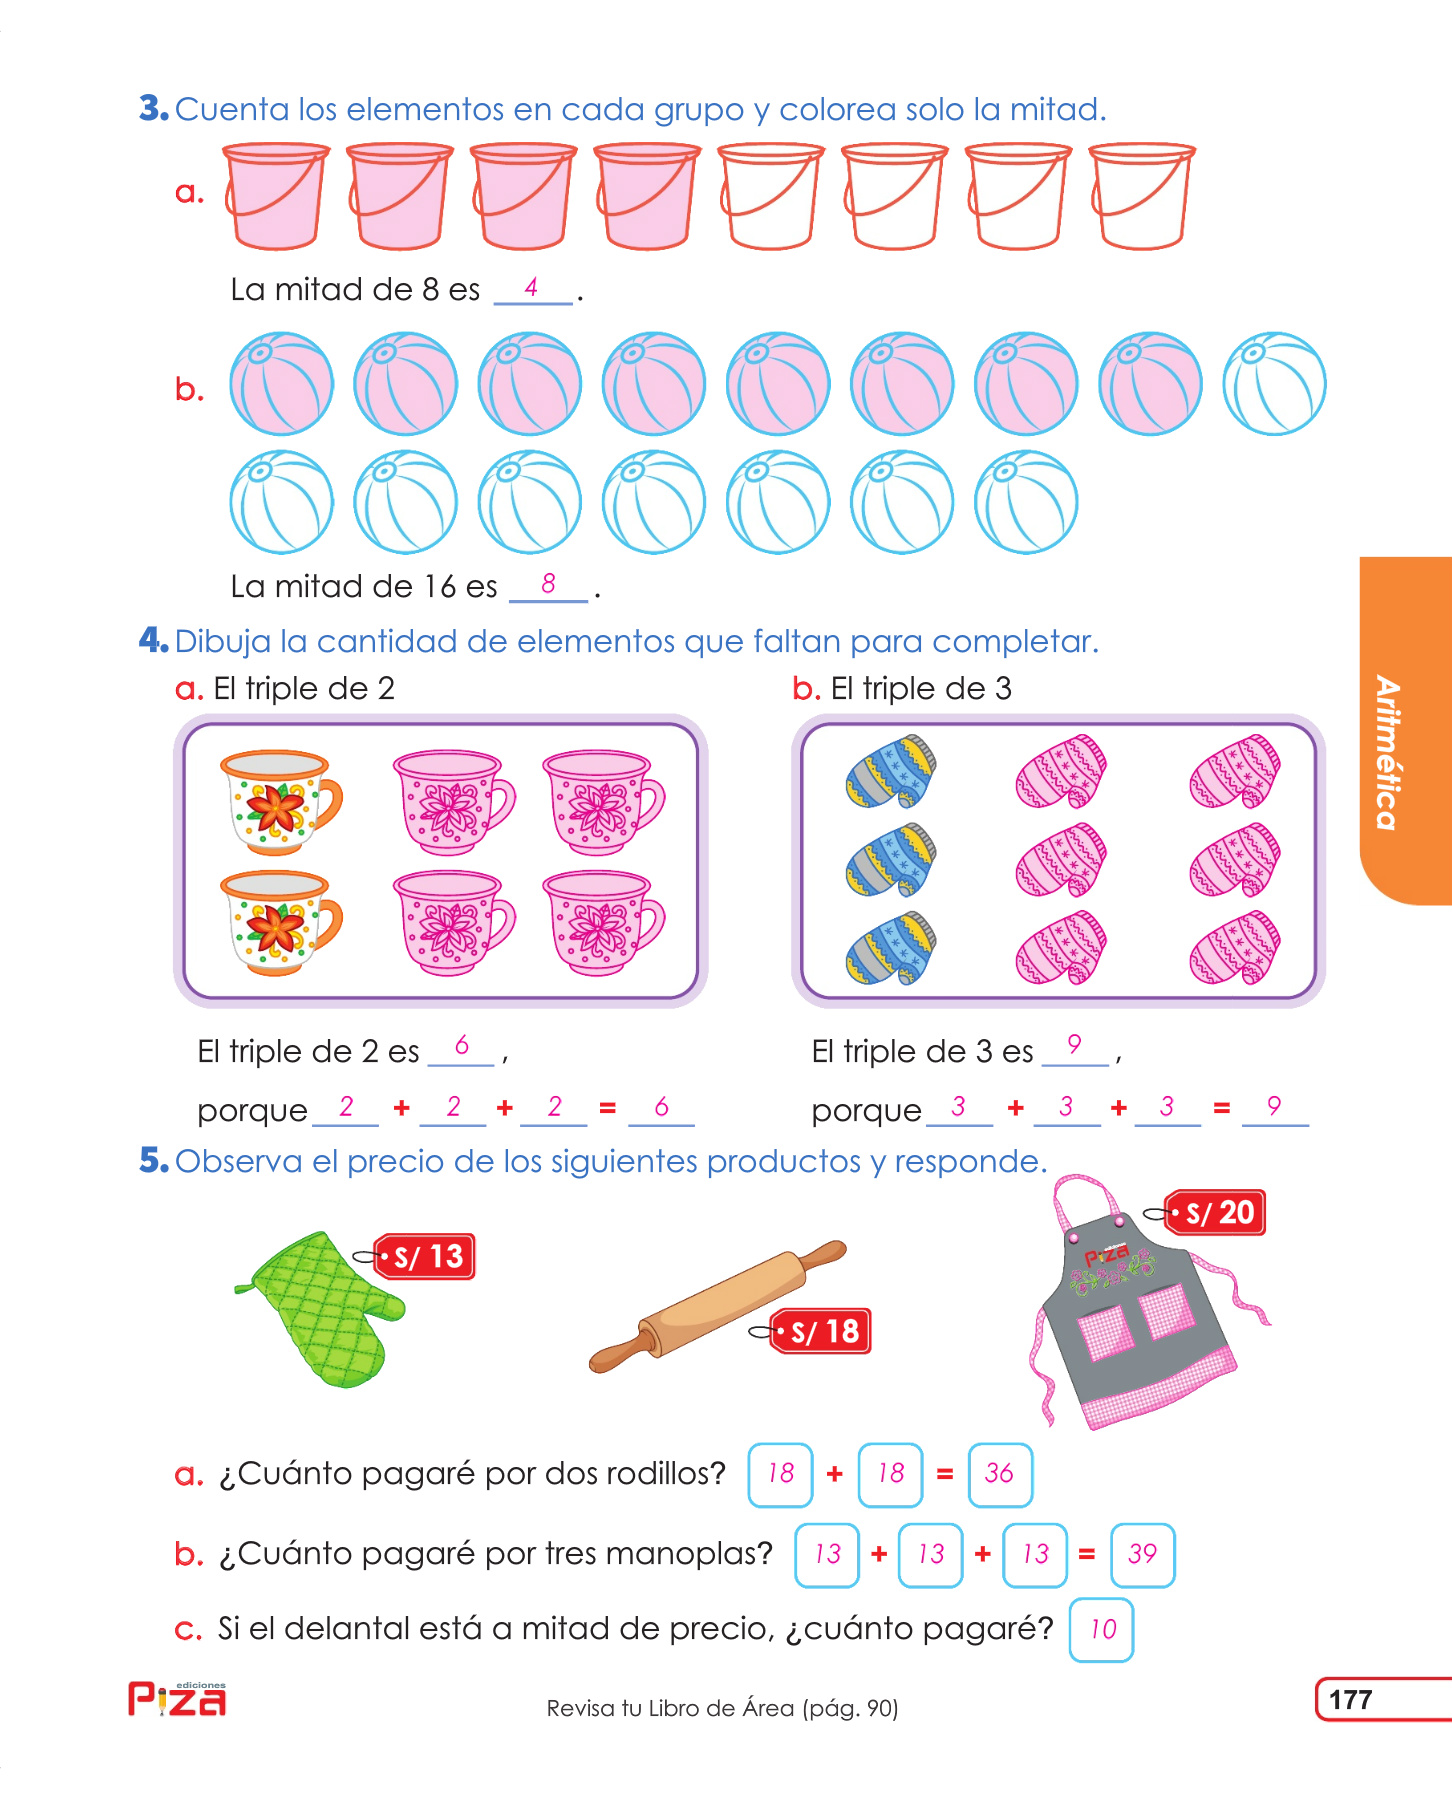 3. Cuenta los elementos en cada grupo y colorea solo la mitad.
a.
La mitad de 8 es 4.
b.
La mitad de 16 es 8.
4. Dibuja la cantidad de elementos que faltan para completar.
a. El triple de 2
b. El triple de 3
El triple de 2 es 6,
porque 2 + 2 + 2 = 6
El triple de 3 es 9,
porque 3 + 3 + 3 = 9
5. Observa el precio de los siguientes productos y responde.
S/ 13
S/ 18
S/ 20
ediciones
Piza
a. ¿Cuánto pagaré por dos rodillos? 18 + 18 = 36
b. ¿Cuánto pagaré por tres manoplas? 13 + 13 + 13 = 39
c. Si el delantal está a mitad de precio, ¿cuánto pagaré? 10
Aritmética
ediciones
Piza
Revisa tu Libro de Área (pág. 90)
177